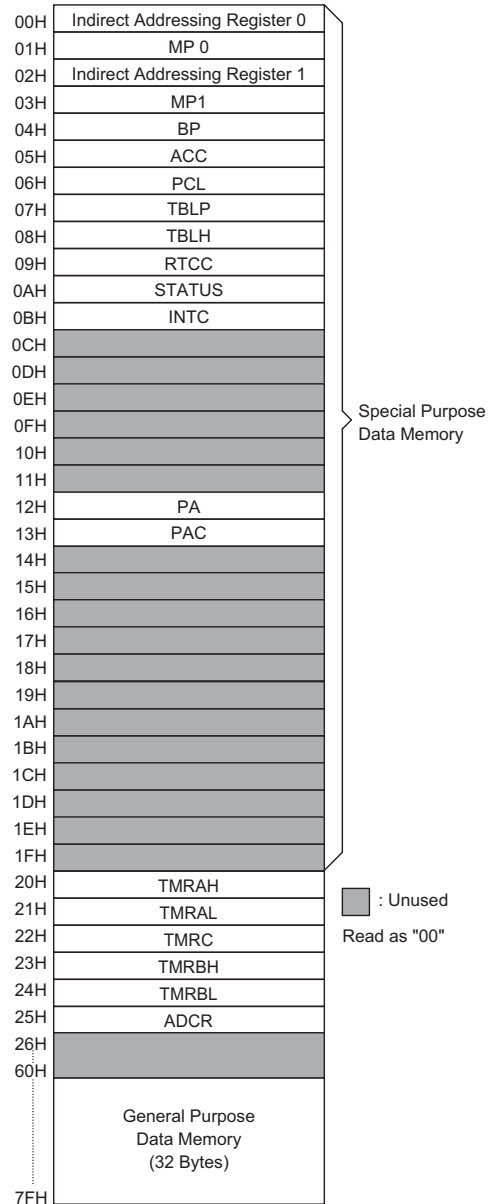 00H Indirect Addressing Register 0
01H MP 0
02H Indirect Addressing Register 1
03H MP1
04H BP
05H ACC
06H PCL
07H TBLP
08H TBLH
09H RTCC
0AH STATUS
0BH INTC
0CH
0DH
0EH
0FH
10H
11H
Special Purpose
Data Memory
12H PA
13H PAC
14H
15H
16H
17H
18H
19H
1AH
1BH
1CH
1DH
1EH
1FH
20H TMRAH
21H TMRAL
22H TMRC
23H TMRBH
24H TMRBL
25H ADCR
: Unused
Read as "00"
26H
60H
General Purpose
Data Memory
(32 Bytes)
7FH